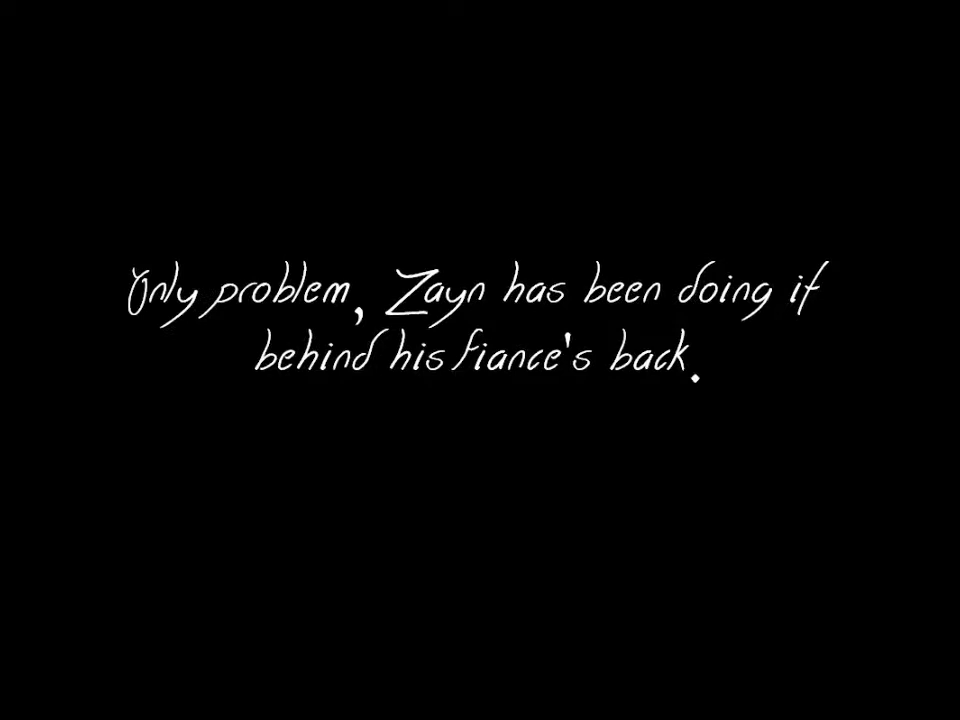 Only problem, Zayn has been doing it
behind his fiance's back.